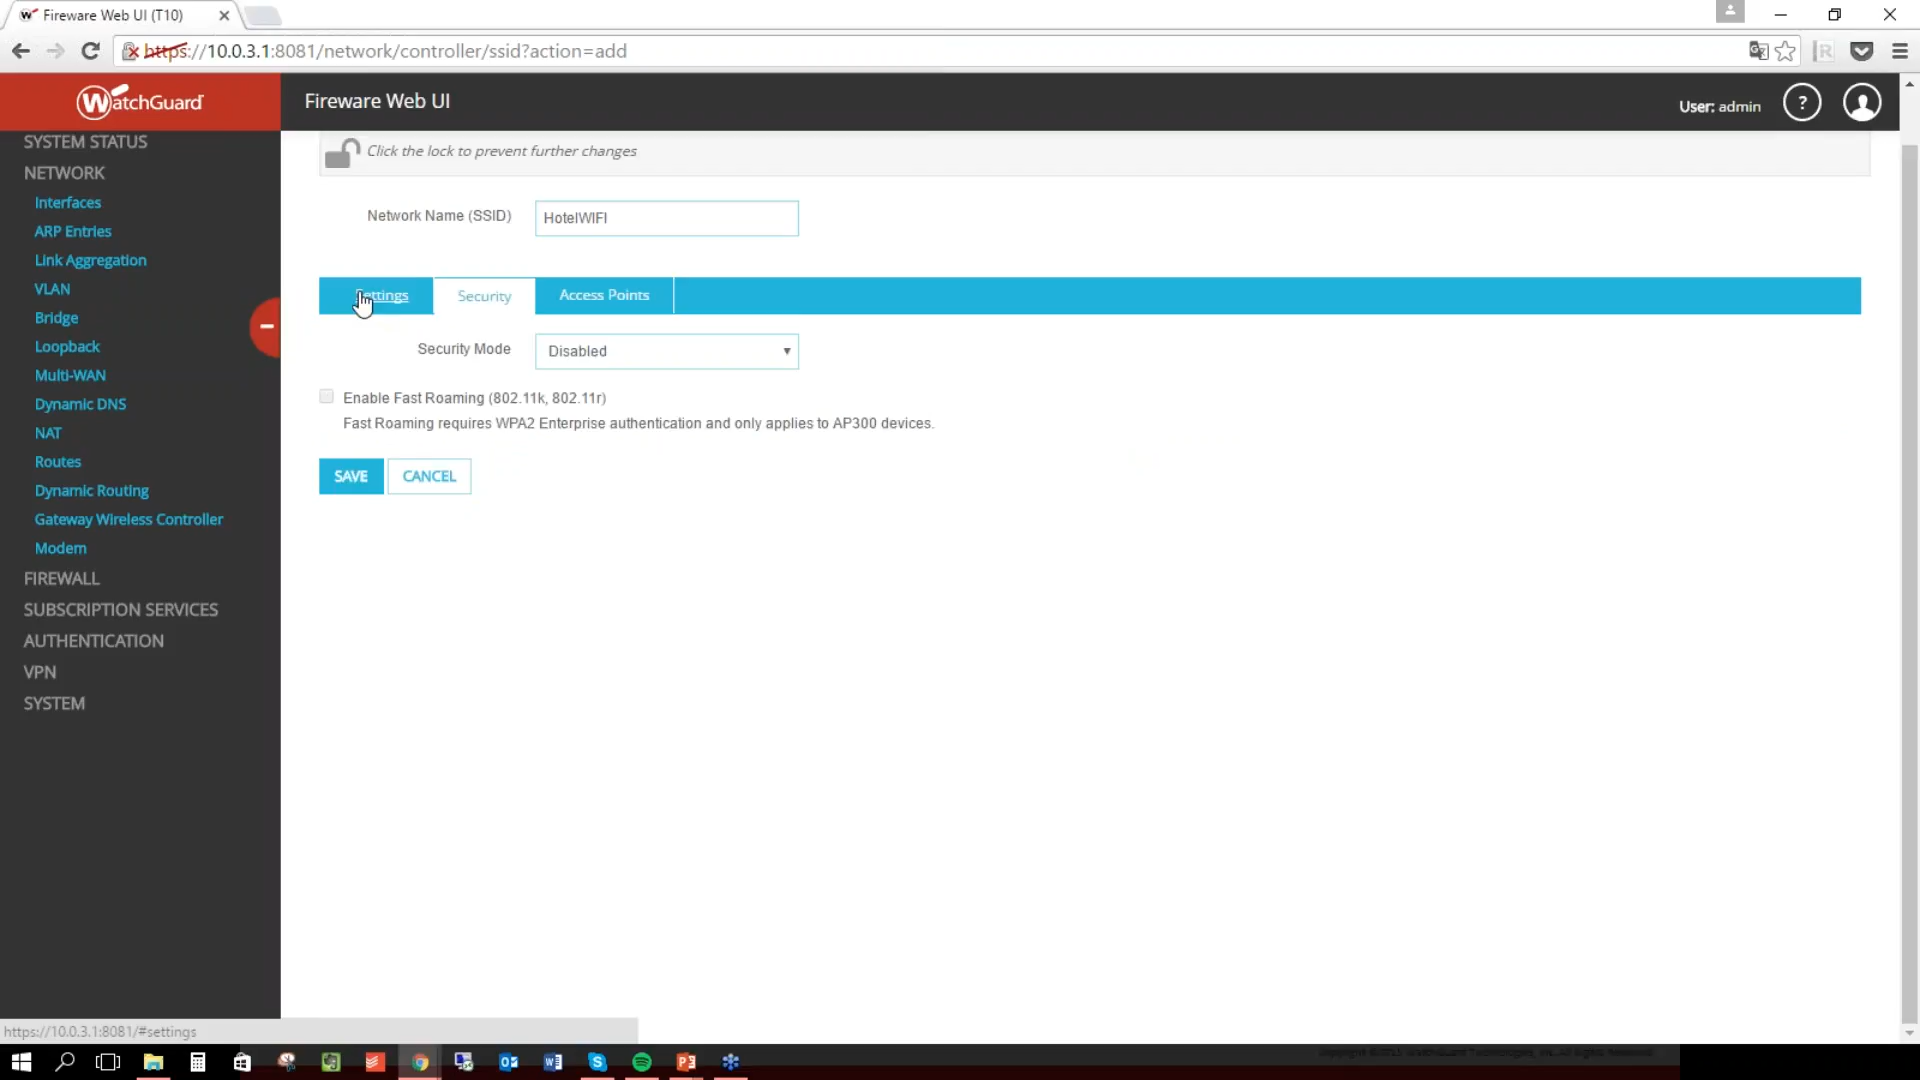 Fireware Web UI (T10)
https://10.0.3.1:8081/network/controller/ssid?action=add
WatchGuard
Fireware Web UI
User: admin
?
SYSTEM STATUS
NETWORK
Interfaces
ARP Entries
Link Aggregation
VLAN
Bridge
Loopback
Multi-WAN
Dynamic DNS
NAT
Routes
Dynamic Routing
Gateway Wireless Controller
Modem
FIREWALL
SUBSCRIPTION SERVICES
AUTHENTICATION
VPN
SYSTEM
Click the lock to prevent further changes
Network Name (SSID)
HotelWIFI
Settings
Security
Access Points
Security Mode
Disabled
Enable Fast Roaming (802.11k, 802.11r)
Fast Roaming requires WPA2 Enterprise authentication and only applies to AP300 devices.
SAVE
CANCEL
https://10.0.3.1:8081/#settings